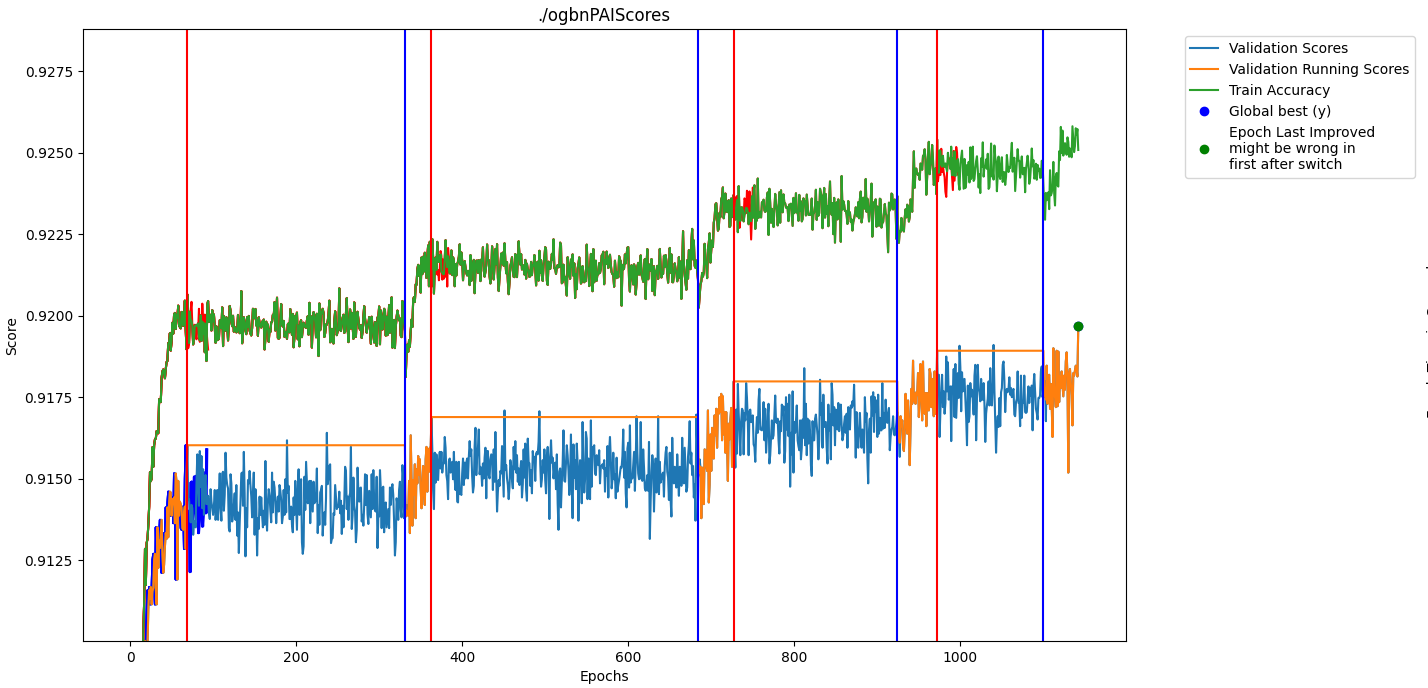 ./ogbnPAIScores
Score
0.9275
0.9250
0.9225
0.9200
0.9175
0.9150
0.9125
0
200
400
600
800
1000
Epochs
Validation Scores
Validation Running Scores
Train Accuracy
Global best (y)
Epoch Last Improved
might be wrong in
first after switch